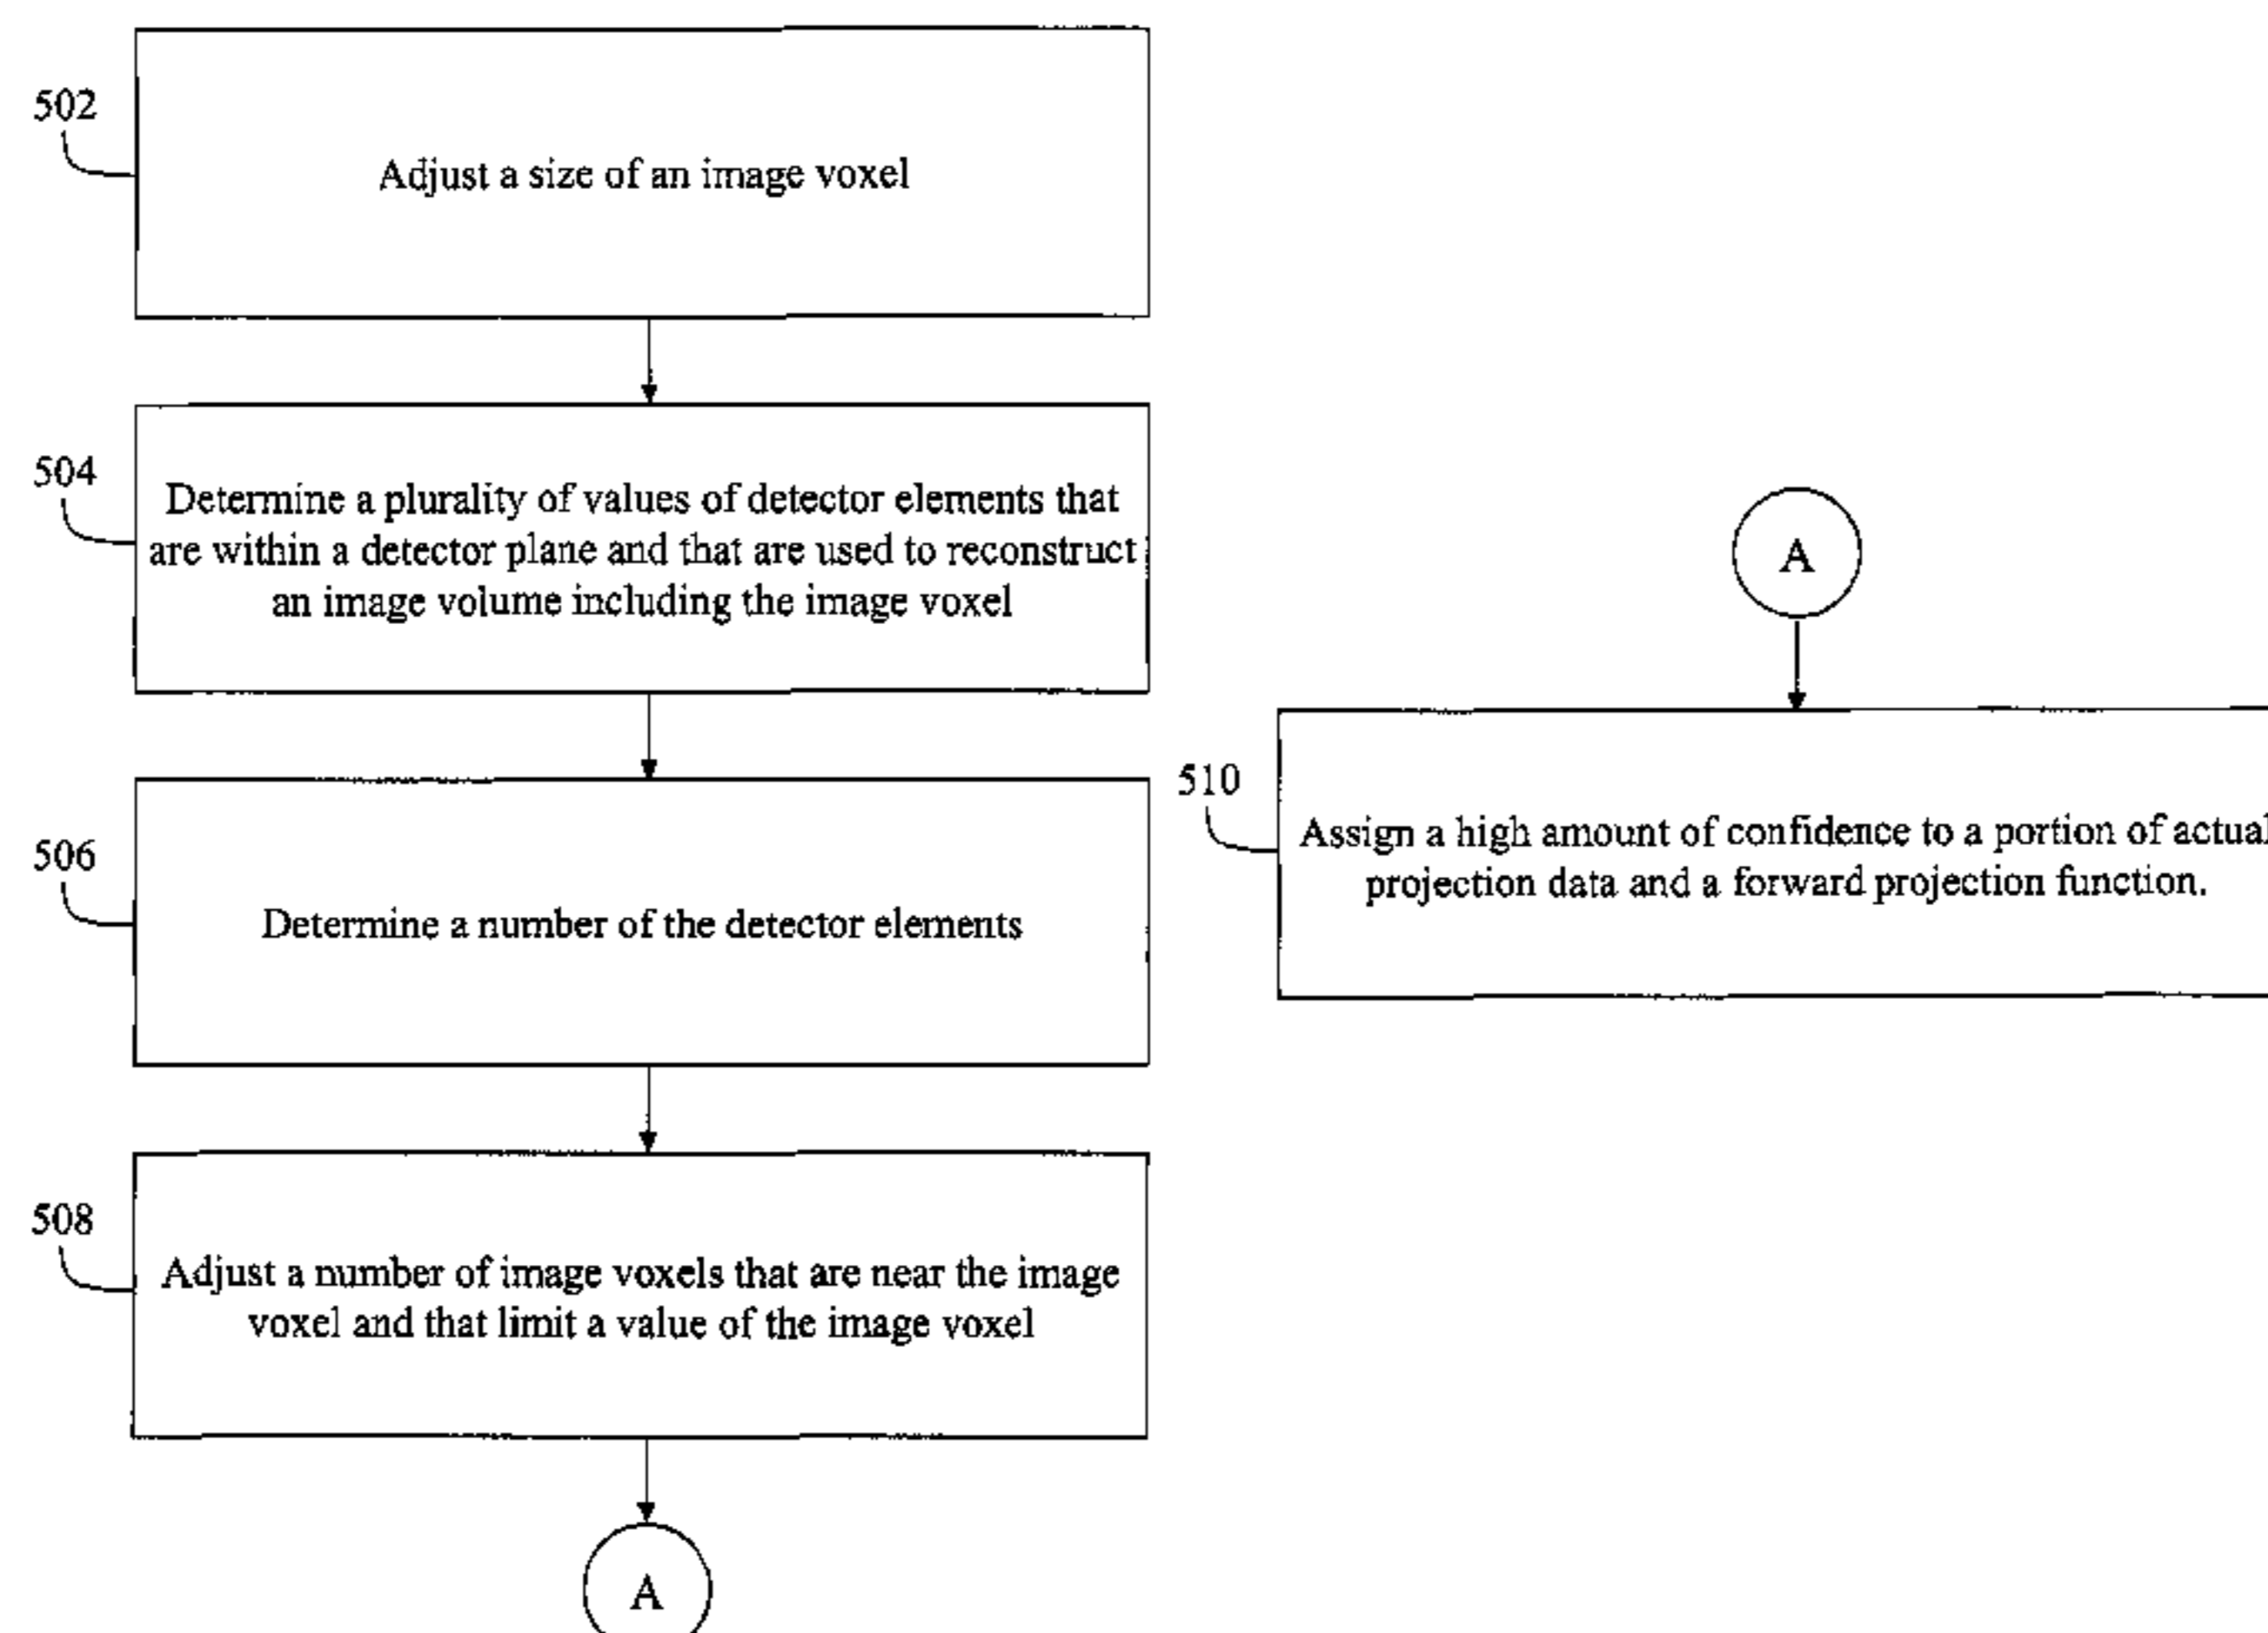 502
Adjust a size of an image voxel
504
Determine a plurality of values of detector elements that
are within a detector plane and that are used to reconstruct
an image volume including the image voxel
506
Determine a number of the detector elements
508
Adjust a number of image voxels that are near the image
voxel and that limit a value of the image voxel
A
A
510
Assign a high amount of confidence to a portion of actual
projection data and a forward projection function.